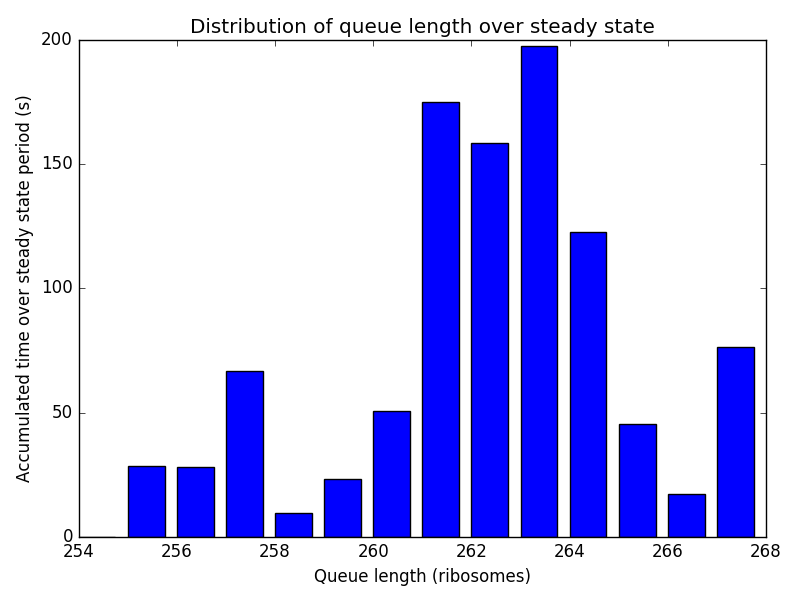 Distribution of queue length over steady state
Accumulated time over steady state period (s)
200
150
100
50
0
254 256 258 260 262 264 266 268
Queue length (ribosomes)